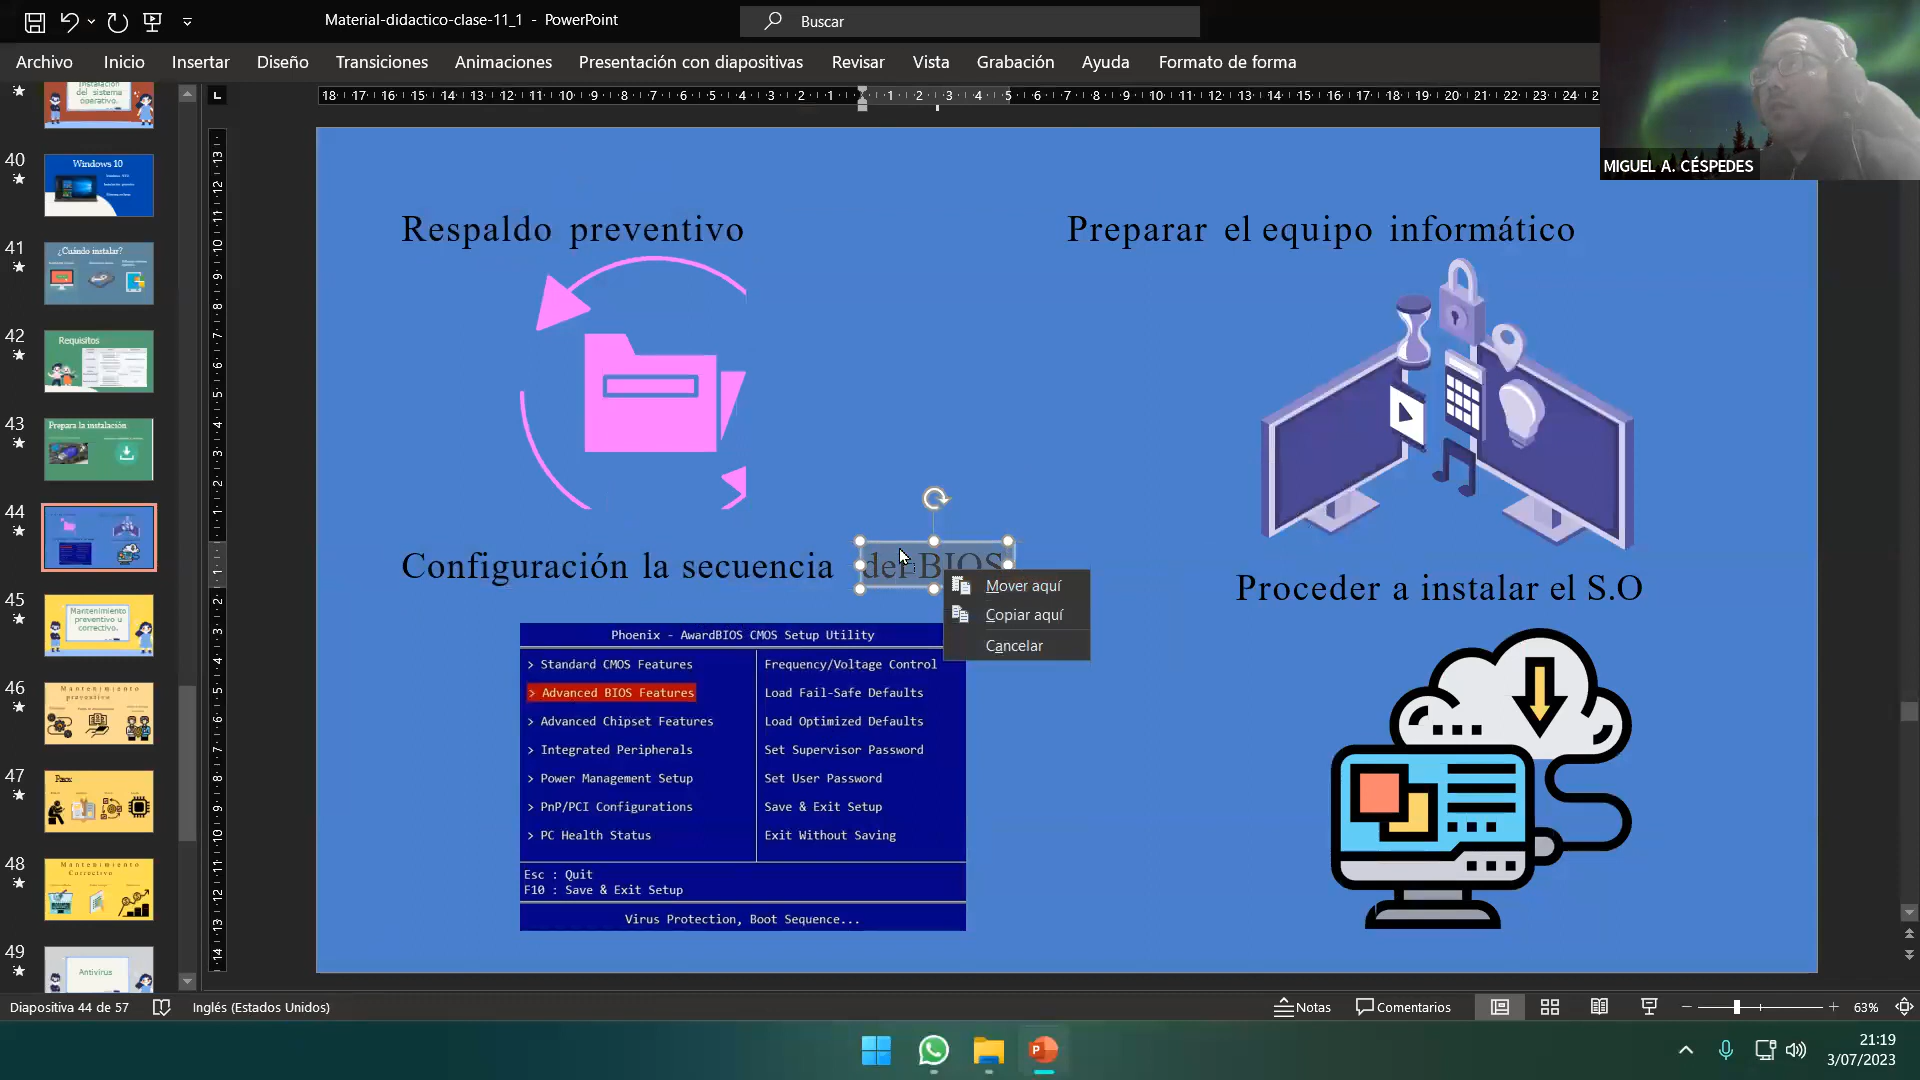 Material-didactico-clase-11_1 - PowerPoint
Buscar
Archivo Inicio Insertar Diseño Transiciones Animaciones Presentación con diapositivas Revisar Vista Grabación Ayuda Formato de forma
MIGUEL A. CÉSPEDES
Instalación
del sistema
operativo.
40
Windows 10
41
¿Cuándo instalar?
42
Requisitos
43
Prepara la instalación
44
45
Mantenimiento
preventivo u
correctivo.
46
Mantenimiento
preventivo
47
Pasos
48
Mantenimiento
Correctivo
49
Antivirus
Respaldo preventivo
Preparar el equipo informático
Configuración la secuencia del BIOS
Mover aquí
Copiar aquí
Cancelar
Proceder a instalar el S.O
Phoenix - AwardBIOS CMOS Setup Utility
> Standard CMOS Features
> Advanced BIOS Features
> Advanced Chipset Features
> Integrated Peripherals
> Power Management Setup
> PnP/PCI Configurations
> PC Health Status
Frequency/Voltage Control
Load Fail-Safe Defaults
Load Optimized Defaults
Set Supervisor Password
Set User Password
Save & Exit Setup
Exit Without Saving
Esc : Quit
F10 : Save & Exit Setup
Virus Protection, Boot Sequence...
Diapositiva 44 de 57
Inglés (Estados Unidos)
Notas
Comentarios
63%
21:19
3/07/2023